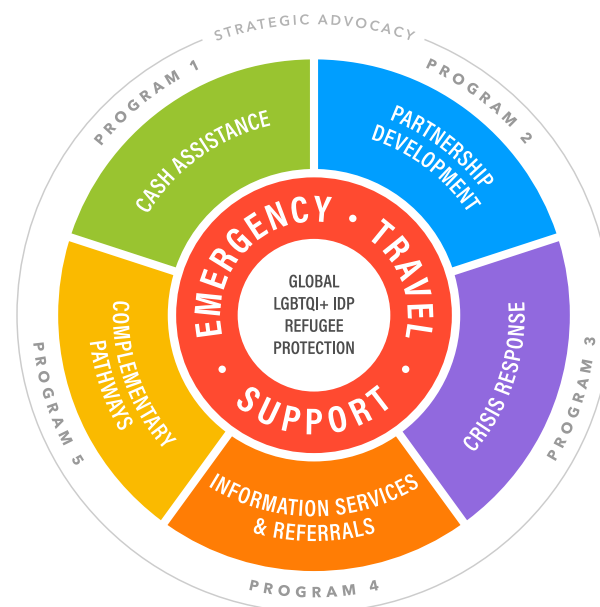 STRATEGIC ADVOCACY
PROGRAM 1
CASH ASSISTANCE
PROGRAM 2
PARTNERSHIP
DEVELOPMENT
PROGRAM 3
CRISIS RESPONSE
PROGRAM 4
INFORMATION SERVICES
& REFERRALS
PROGRAM 5
COMPLEMENTARY
PATHWAYS
EMERGENCY • TRAVEL • SUPPORT •
GLOBAL
LGBTQI+ IDP
REFUGEE
PROTECTION